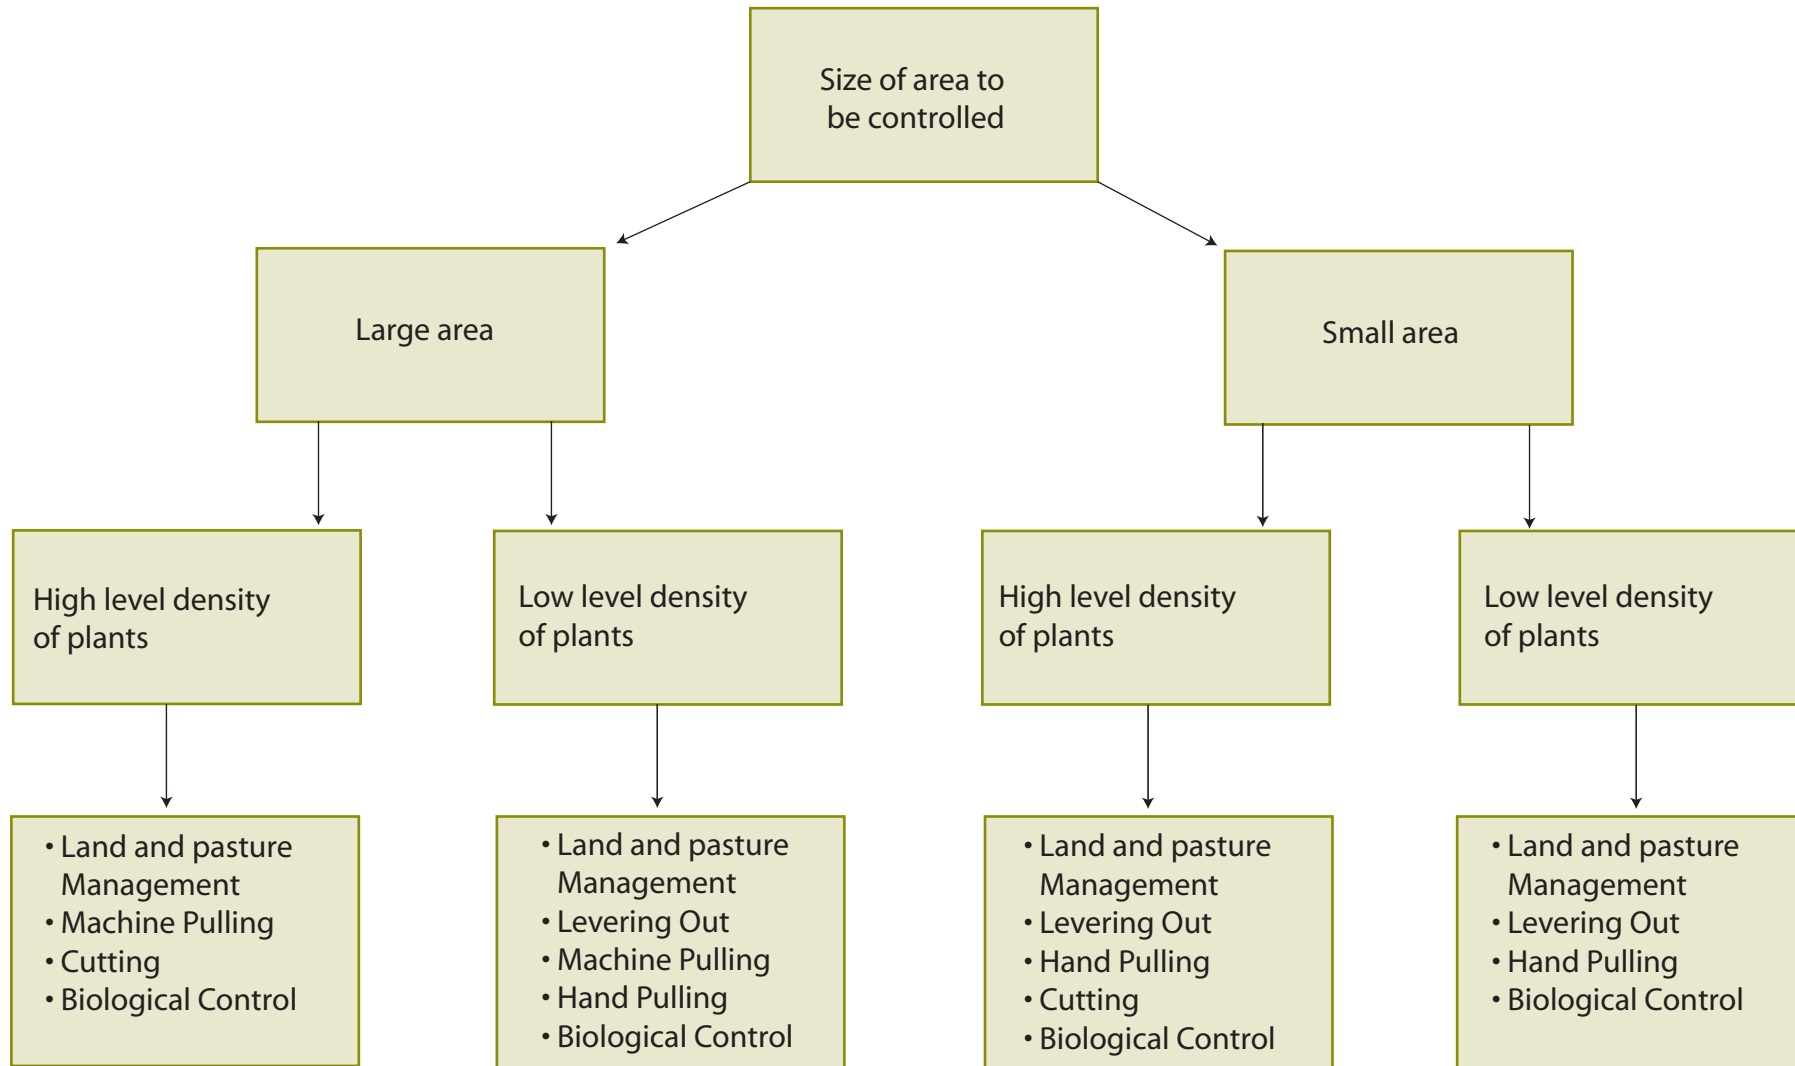 Size of area to
be controlled
Large area
Small area
High level density
of plants
Low level density
of plants
High level density
of plants
Low level density
of plants
• Land and pasture
Management
• Machine Pulling
• Cutting
• Biological Control
• Land and pasture
Management
• Levering Out
• Machine Pulling
• Hand Pulling
• Biological Control
• Land and pasture
Management
• Levering Out
• Hand Pulling
• Cutting
• Biological Control
• Land and pasture
Management
• Levering Out
• Hand Pulling
• Biological Control